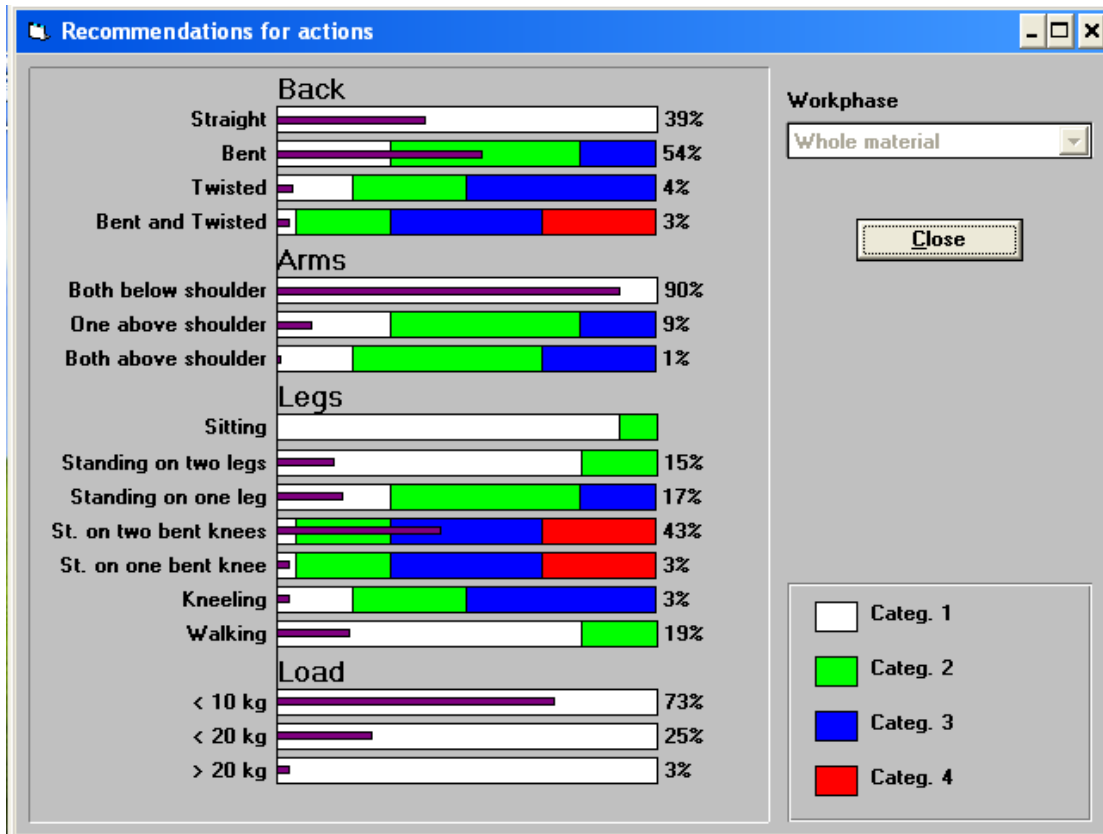 Recommendations for actions
Back
Straight 39%
Bent 54%
Twisted 4%
Bent and Twisted 3%
Arms
Both below shoulder 90%
One above shoulder 9%
Both above shoulder 1%
Legs
Sitting
Standing on two legs 15%
Standing on one leg 17%
St. on two bent knees 43%
St. on one bent knee 3%
Kneeling 3%
Walking 19%
Load
< 10 kg 73%
< 20 kg 25%
> 20 kg 3%
Workphase
Whole material
Close
Categ. 1
Categ. 2
Categ. 3
Categ. 4